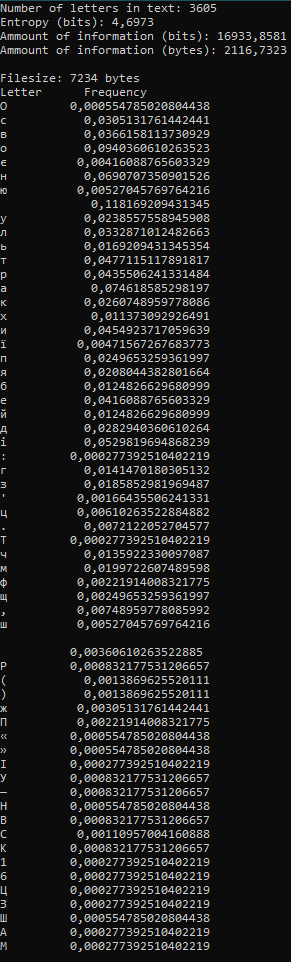 Number of letters in text: 3605
Entropy (bits): 4,6973
Ammount of information (bits): 16933,8581
Ammount of information (bytes): 2116,7323

Filesize: 7234 bytes
Letter Frequency
О 0,000554785020804438
с 0,0305131761442441
в 0,0366158113730929
о 0,0940360610263523
є 0,00416088765603329
н 0,0690707350901526
ю 0,00527045769764216
0,118169209431345
у 0,0238557558945908
л 0,0332871012482663
ь 0,0169209431345354
т 0,0477115117891817
р 0,0435506241331484
а 0,074618585298197
к 0,0260748959778086
х 0,011373092926491
и 0,0454923717059639
ї 0,00471567267683773
п 0,0249653259361997
я 0,0208044382801664
б 0,0124826629680999
е 0,0416088765603329
й 0,0124826629680999
д 0,0282940360610264
і 0,0529819694868239
: 0,000277392510402219
г 0,0141470180305132
з 0,0185852981969487
' 0,00166435506241331
ц 0,00610263522884882
. 0,0072122052704577
Т 0,000277392510402219
ч 0,0135922330097087
м 0,0199722607489598
ф 0,00221914008321775
щ 0,00249653259361997
, 0,00748959778085992
ш 0,00527045769764216

0,00360610263522885
Р 0,000832177531206657
( 0,0013869625520111
) 0,0013869625520111
ж 0,00305131761442441
П 0,00221914008321775
« 0,000554785020804438
» 0,000554785020804438
І 0,000277392510402219
У 0,000832177531206657
— 0,000832177531206657
Н 0,000554785020804438
В 0,000832177531206657
С 0,00110957004160888
К 0,000832177531206657
1 0,000277392510402219
6 0,000277392510402219
Ц 0,000277392510402219
З 0,000277392510402219
Ш 0,000554785020804438
А 0,000277392510402219
М 0,000277392510402219